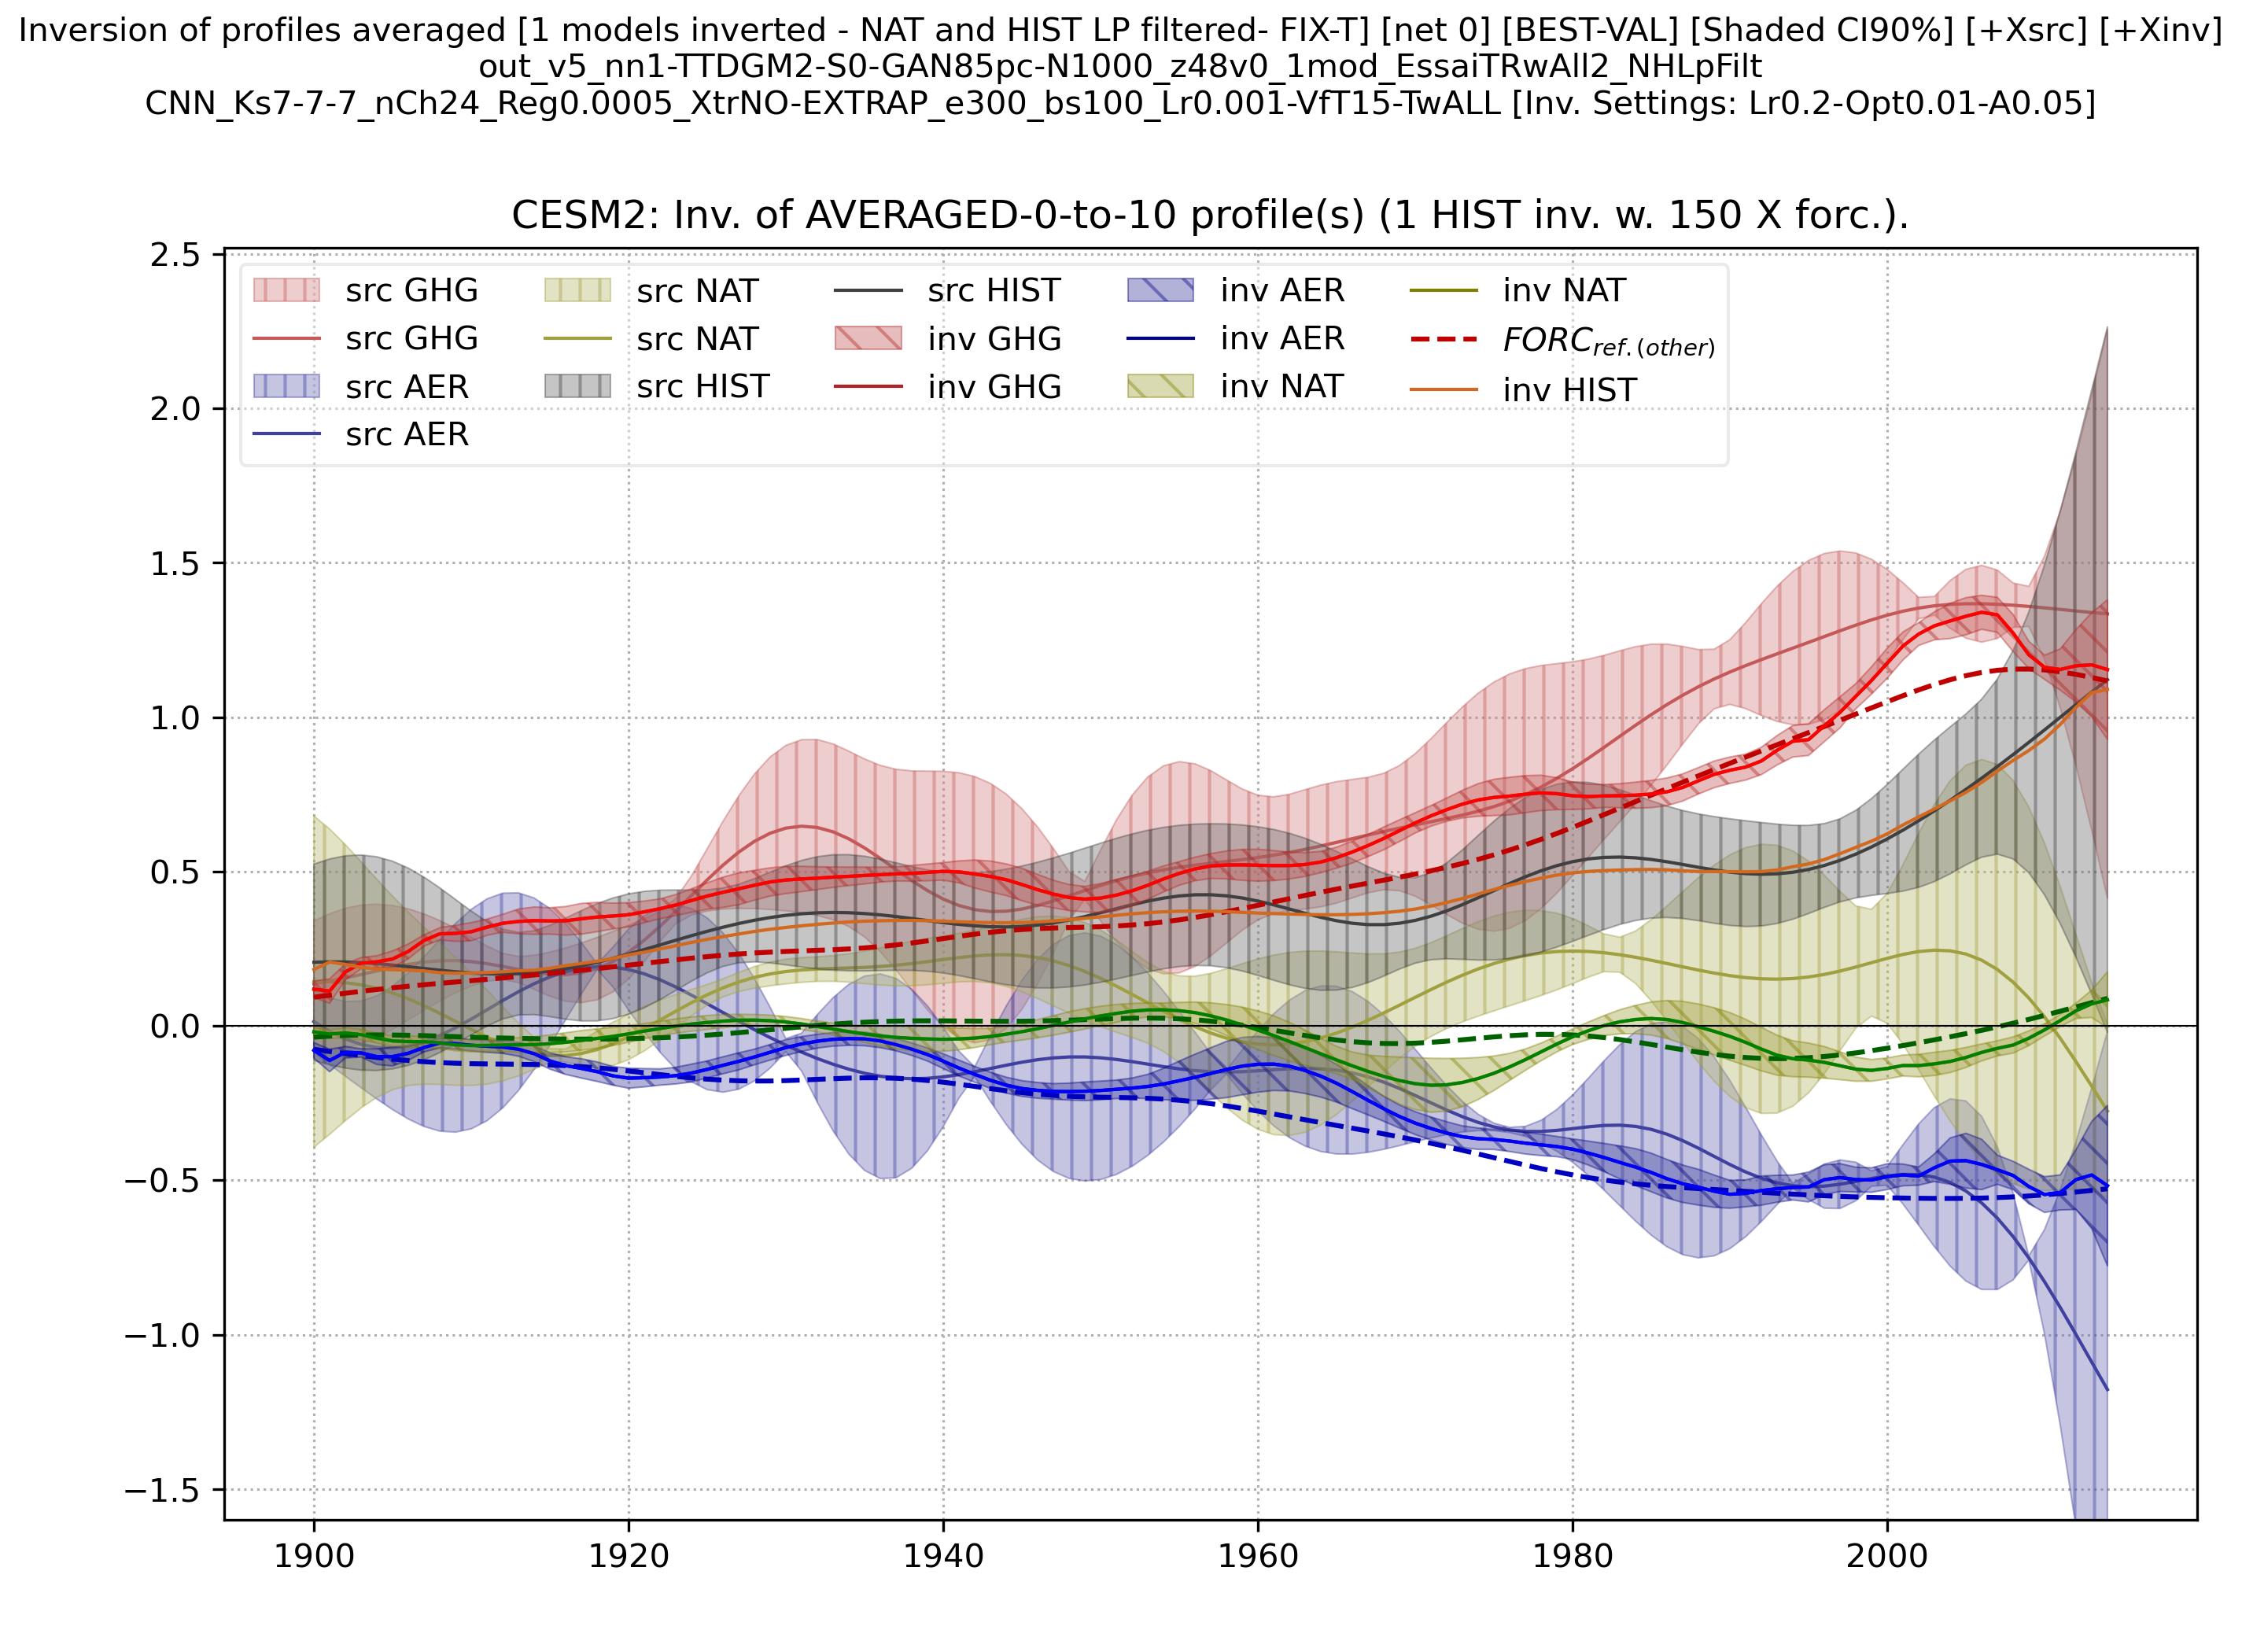 Inversion of profiles averaged [1 models inverted - NAT and HIST LP filtered- FIX-T] [net 0] [BEST-VAL] [Shaded CI90%] [+Xsrc] [+Xinv]
out_v5_nn1-TTDGM2-S0-GAN85pc-N1000_z48v0_1mod_EssaiTRwAll2_NHLpFilt
CNN_Ks7-7-7_nCh24_Reg0.0005_XtrNO-EXTRAP_e300_bs100_Lr0.001-VfT15-TwALL [Inv. Settings: Lr0.2-Opt0.01-A0.05]
CESM2: Inv. of AVERAGED-0-to-10 profile(s) (1 HIST inv. w. 150 X forc.).
src GHG
src GHG
src AER
src AER
src NAT
src NAT
src HIST
src HIST
inv GHG
inv GHG
inv AER
inv AER
inv NAT
inv NAT
FORCref.(other)
inv HIST
2.5
2.0
1.5
1.0
0.5
0.0
−0.5
−1.0
−1.5
1900 1920 1940 1960 1980 2000